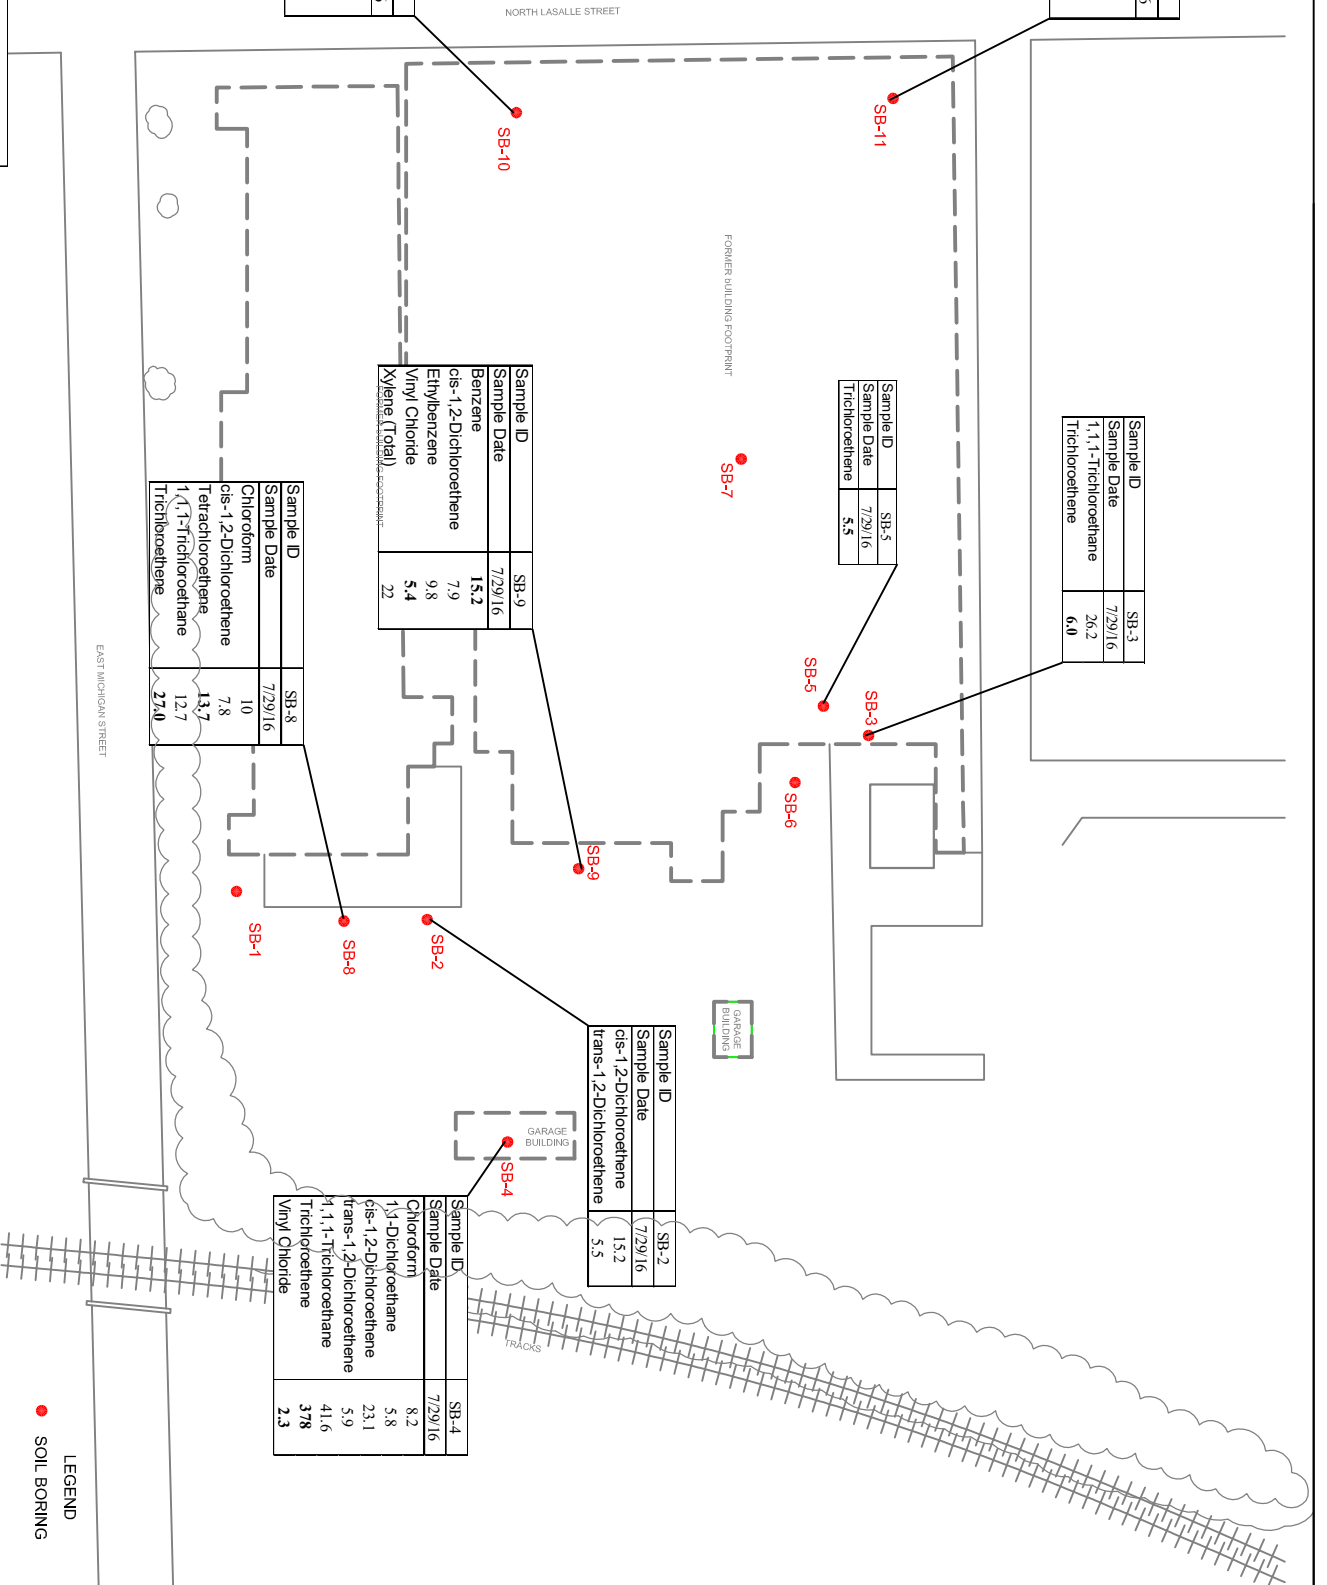 NORTH LASALLE STREET
SB-10
SB-11
FORMER bUILDING FOOTPRINT
SB-7
Sample ID SB-5
Sample Date 7/29/16
Trichloroethene 5.5
SB-5
Sample ID SB-3
Sample Date 7/29/16
1,1,1-Trichloroethane 26.2
Trichloroethene 6.0
SB-3
SB-6
Sample ID SB-9
Sample Date 7/29/16
Benzene 15.2
cis-1,2-Dichloroethene 7.9
Ethylbenzene 9.8
Vinyl Chloride 5.4
Xylene (Total) 22
FORMER bUILDING FOOTPRINT
SB-9
Sample ID SB-8
Sample Date 7/29/16
Chloroform 10
cis-1,2-Dichloroethene 7.8
Tetrachloroethene 13.7
1,1,1-Trichloroethane 12.7
Trichloroethene 27.0
EAST MICHIGAN STREET
SB-1
SB-8
SB-2
GARAGE
BUILDING
Sample ID SB-2
Sample Date 7/29/16
cis-1,2-Dichloroethene 15.2
trans-1,2-Dichloroethene 5.5
GARAGE
BUILDING
SB-4
Sample ID SB-4
Sample Date 7/29/16
Chloroform 8.2
1,1-Dichloroethane 5.8
cis-1,2-Dichloroethene 23.1
trans-1,2-Dichloroethene 5.9
1,1,1-Trichloroethane 41.6
Trichloroethene 378
Vinyl Chloride 2.3
TRACKS
LEGEND
SOIL BORING